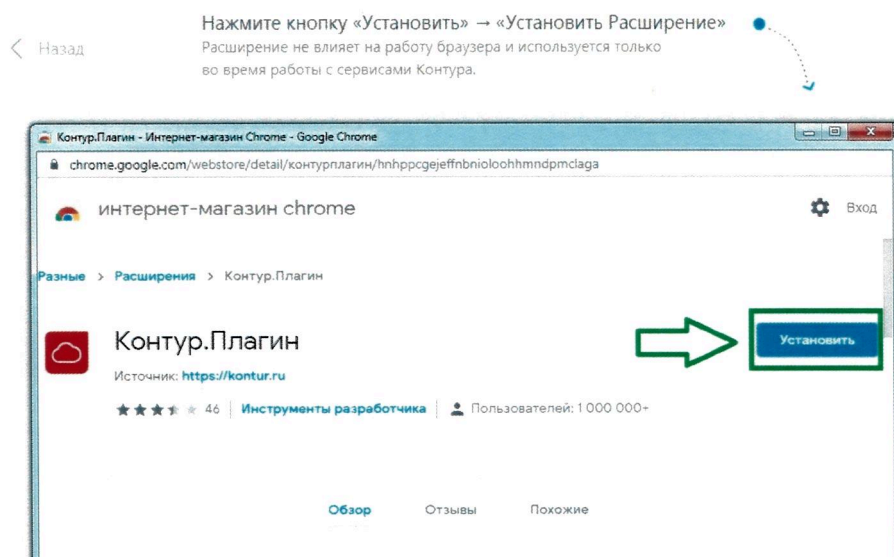 Нажмите кнопку «Установить» → «Установить Расширение»
Назад
Расширение не влияет на работу браузера и используется только
во время работы с сервисами Контура.
Контур.Плагин - Интернет-магазин Chrome - Google Chrome
chrome.google.com/webstore/detail/контурплагин/hnhppcgejeffnbnioloohhmndpmclaga
интернет-магазин chrome
Вход
Разные > Расширения > Контур.Плагин
Контур.Плагин
Установить
Источник: https://kontur.ru
46 Инструменты разработчика Пользователей: 1 000 000+
Обзор Отзывы Похожие